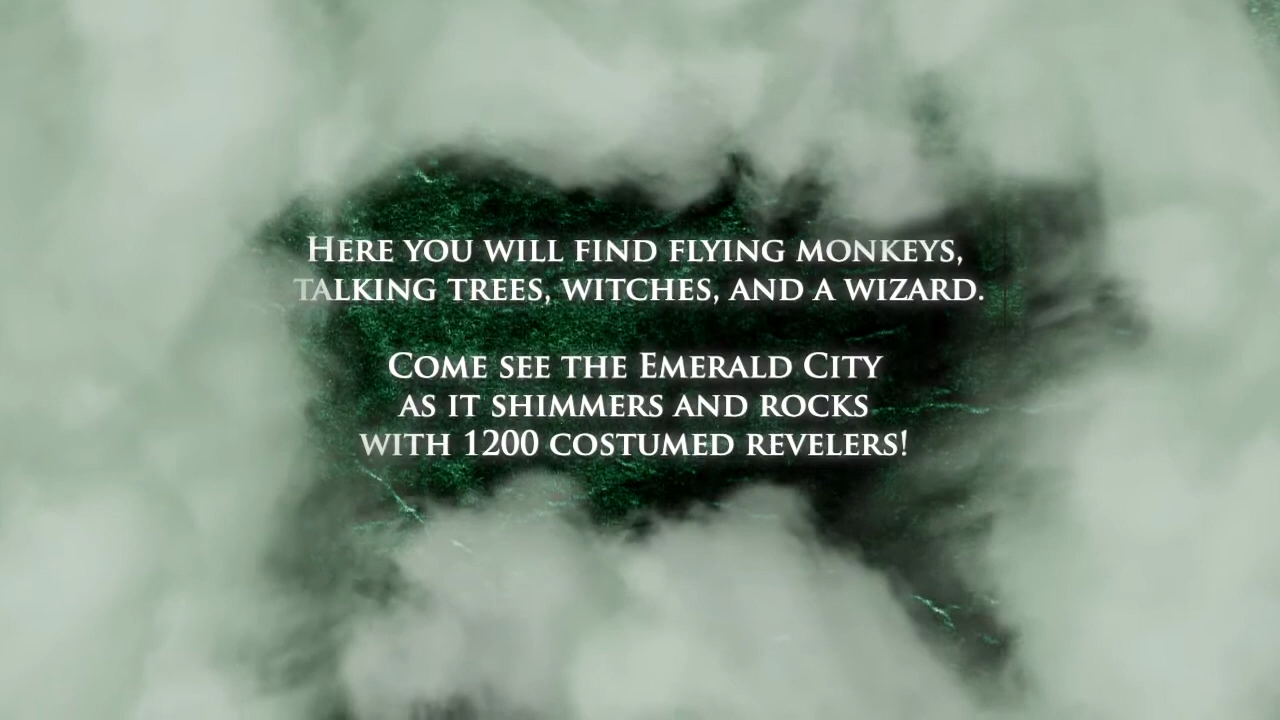 Here you will find flying monkeys,
talking trees, witches, and a wizard.
Come see the Emerald City
as it shimmers and rocks
with 1200 costumed revelers!